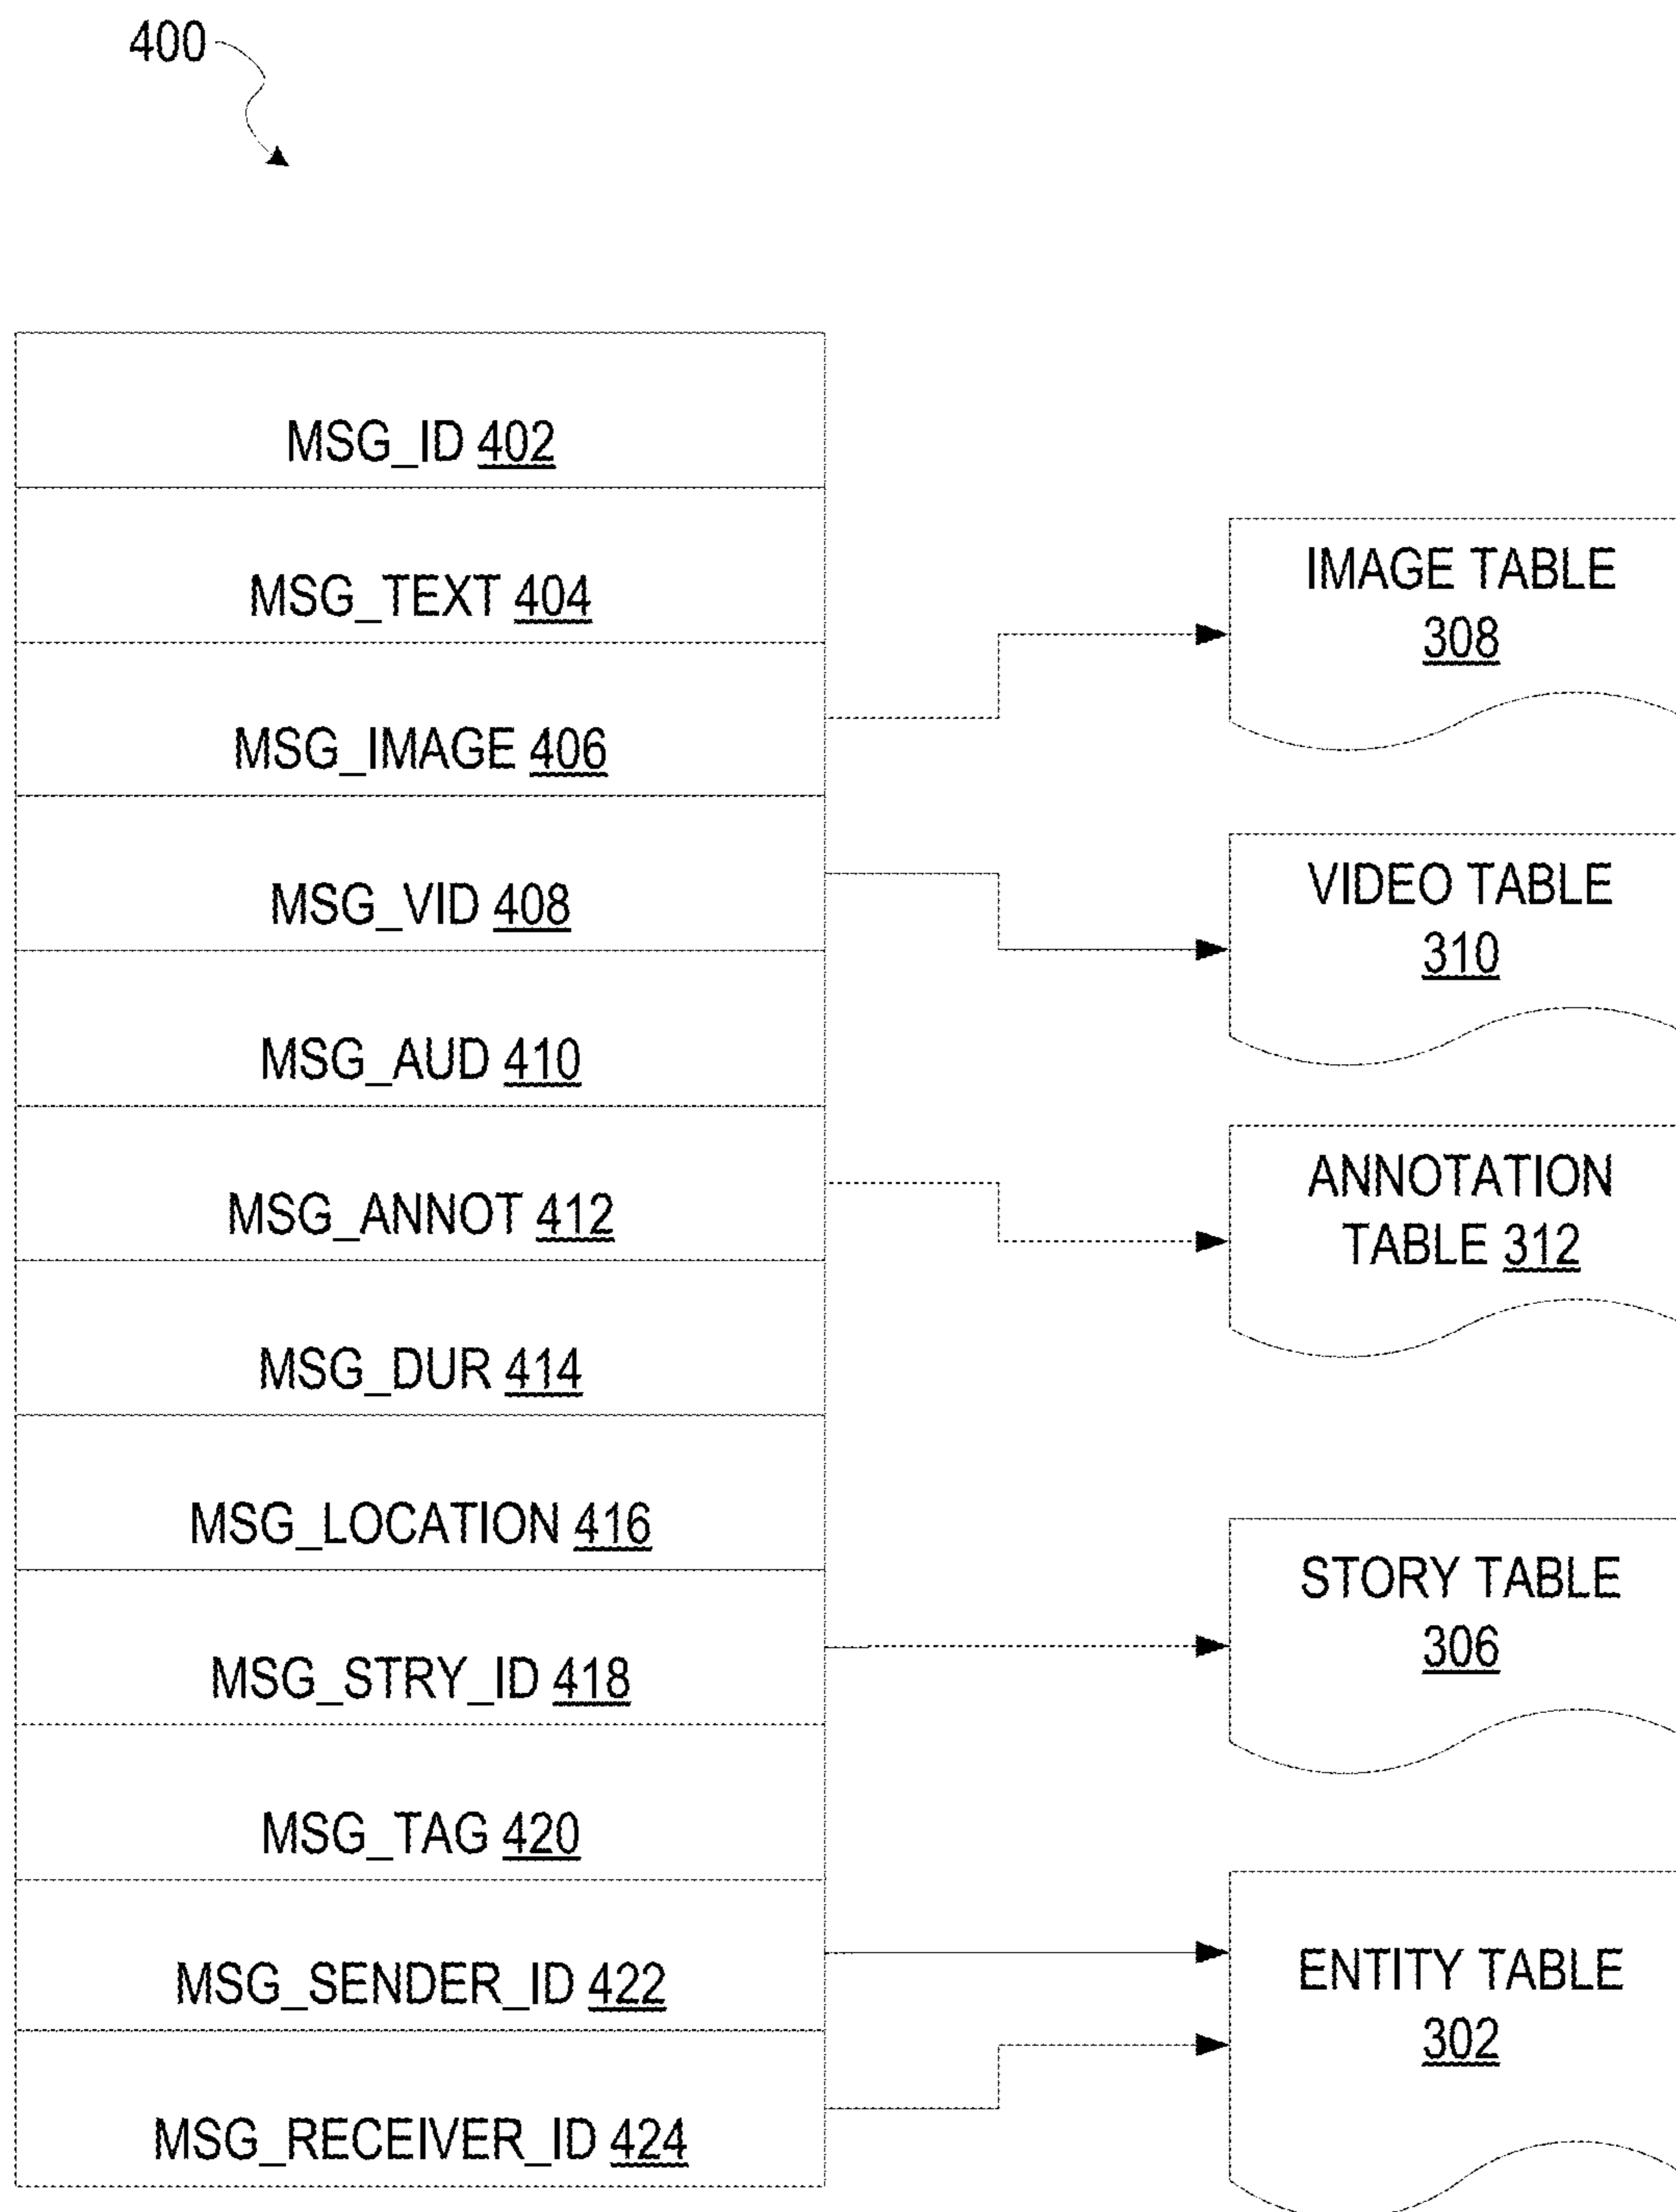 400
MSG_ID 402
MSG_TEXT 404
MSG_IMAGE 406
MSG_VID 408
MSG_AUD 410
MSG_ANNOT 412
MSG_DUR 414
MSG_LOCATION 416
MSG_STRY_ID 418
MSG_TAG 420
MSG_SENDER_ID 422
MSG_RECEIVER_ID 424
IMAGE TABLE
308
VIDEO TABLE
310
ANNOTATION
TABLE 312
STORY TABLE
306
ENTITY TABLE
302